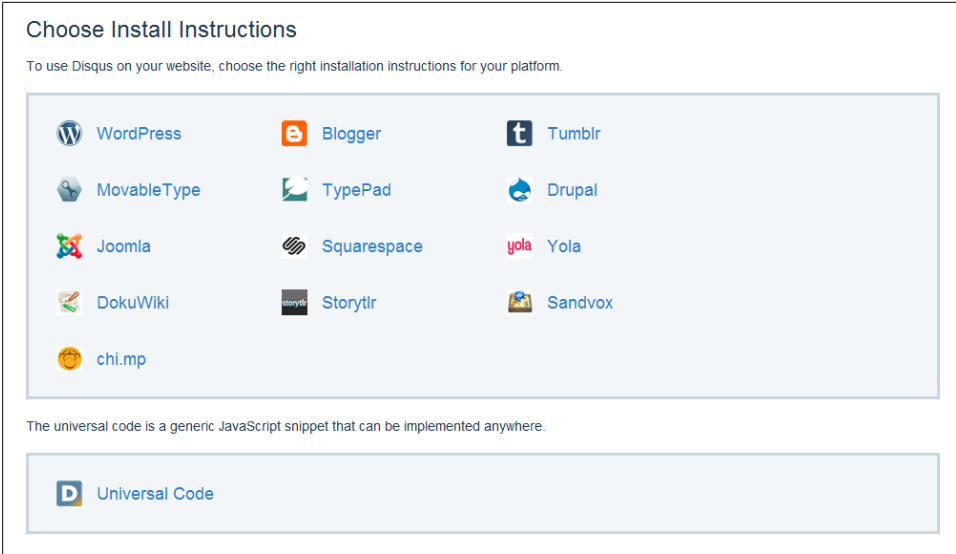 Choose Install Instructions
To use Disqus on your website, choose the right installation instructions for your platform.
WordPress Blogger Tumblr
MovableType TypePad Drupal
Joomla Squarespace yola Yola
DokuWiki storytlr Storytlr Sandvox
chi.mp
The universal code is a generic JavaScript snippet that can be implemented anywhere.
D Universal Code